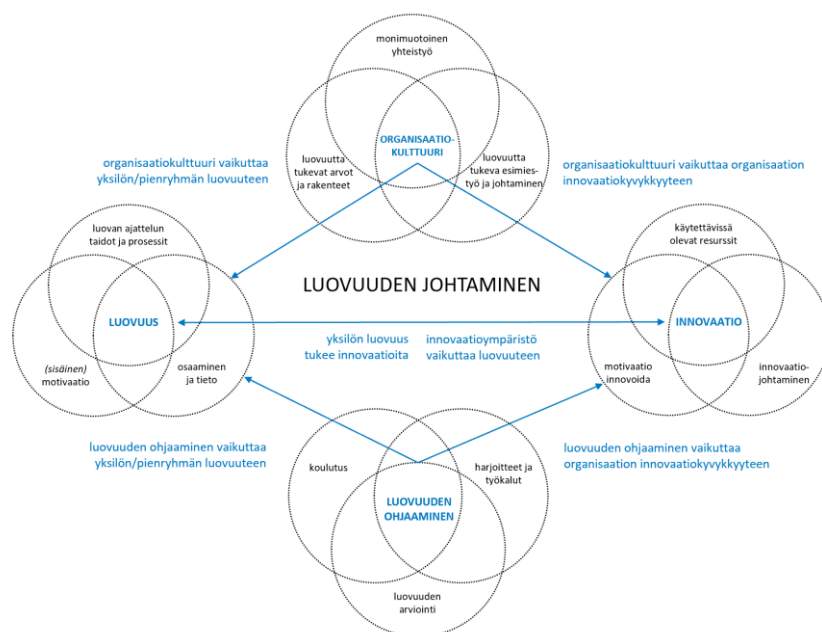 monimuotoinen
yhteistyö
ORGANISAATIO-
KULTTUURI
luovuutta
tukevat arvot
ja rakenteet
luovuutta
tukeva esimies-
työ ja johtaminen
organisaatiokulttuuri vaikuttaa
yksilön/pienryhmän luovuuteen
organisaatiokulttuuri vaikuttaa organisaation
innovaatiokyvykkyyteen
luovan ajattelun
taidot ja prosessit
LUOVUUS
(sisäinen)
motivaatio
osaaminen
ja tieto
LUOVUUDEN JOHTAMINEN
yksilön luovuus
tukee innovaatioita
innovaatioympäristö
vaikuttaa luovuuteen
käytettävissä
olevat resurssit
INNOVAATIO
motivaatio
innovoida
innovaatio-
johtaminen
luovuuden ohjaaminen vaikuttaa
yksilön/pienryhmän luovuuteen
luovuuden ohjaaminen vaikuttaa
organisaation innovaatiokyvykkyyteen
koulutus
harjoitteet ja
työkalut
LUOVUUDEN
OHJAAMINEN
luovuuden
arviointi